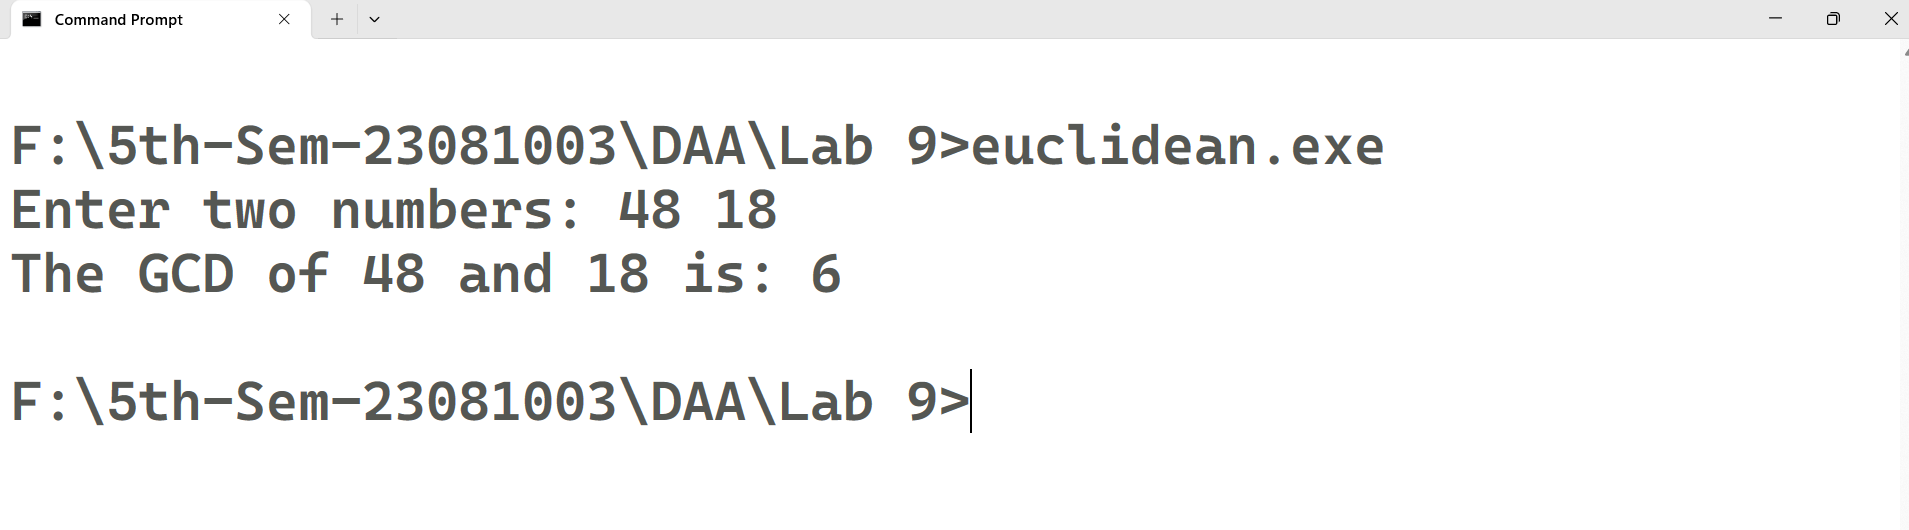 Command Prompt
F:\5th-Sem-23081003\DAA\Lab 9>euclidean.exe
Enter two numbers: 48 18
The GCD of 48 and 18 is: 6
F:\5th-Sem-23081003\DAA\Lab 9>